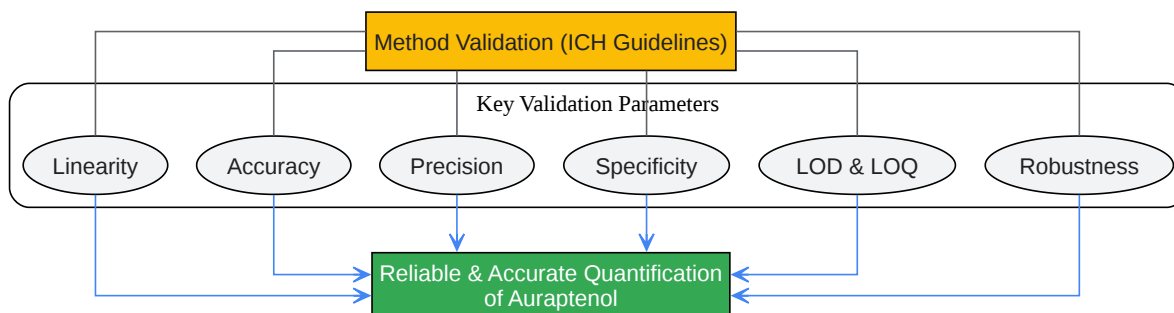 Method Validation (ICH Guidelines)
Key Validation Parameters
Linearity
Accuracy
Precision
Specificity
LOD & LOQ
Robustness
Reliable & Accurate Quantification
of Auraptenol